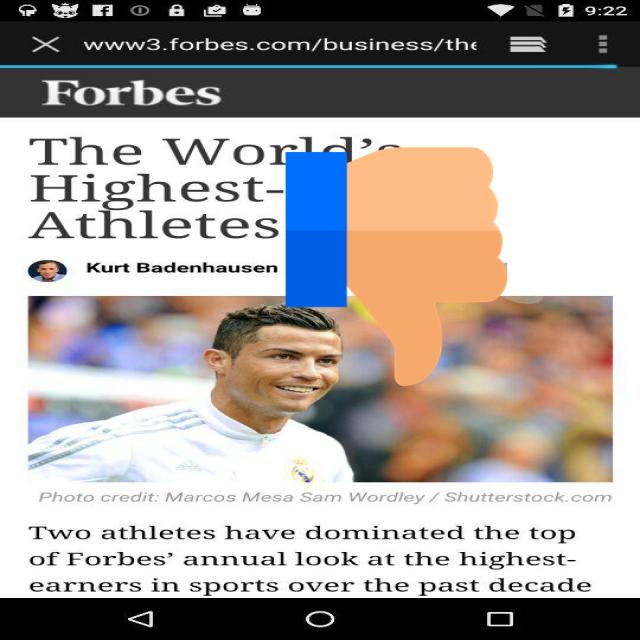 9:22
www3.forbes.com/business/the
Forbes
The World's
Highest-
Athletes
Kurt Badenhausen
Photo credit: Marcos Mesa Sam Wordley / Shutterstock.com
Two athletes have dominated the top
of Forbes' annual look at the highest-
earners in sports over the past decade